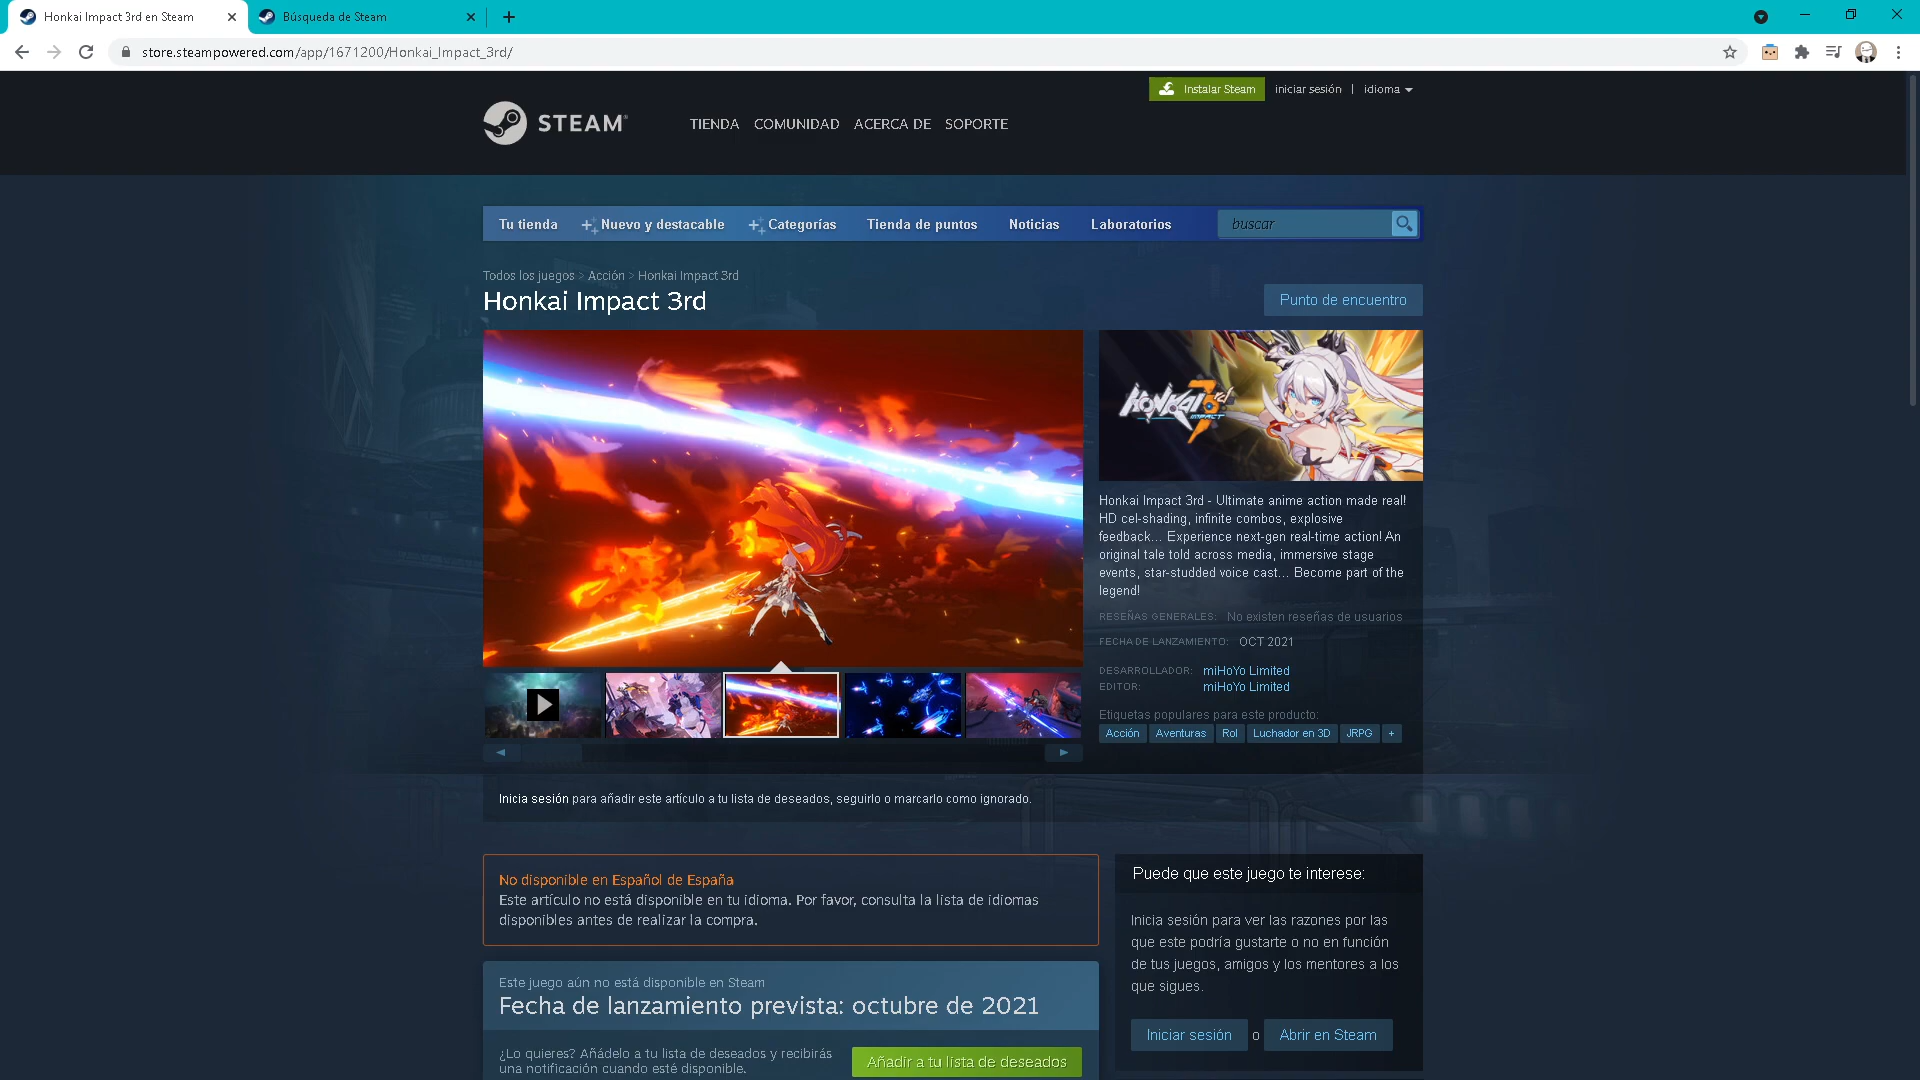 Honkai Impact 3rd en Steam
Búsqueda de Steam
store.steampowered.com/app/1671200/Honkai_Impact_3rd/
Instalar Steam
iniciar sesión | idioma
STEAM
TIENDA COMUNIDAD ACERCA DE SOPORTE
Tu tienda Nuevo y destacable Categorías Tienda de puntos Noticias Laboratorios buscar
Todos los juegos > Acción > Honkai Impact 3rd
Honkai Impact 3rd
Punto de encuentro
HONKAI 3rd
IMPACT
Honkai Impact 3rd - Ultimate anime action made real!
HD cel-shading, infinite combos, explosive
feedback... Experience next-gen real-time action! An
original tale told across media, immersive stage
events, star-studded voice cast... Become part of the
legend!
RESEÑAS GENERALES: No existen reseñas de usuarios
FECHA DE LANZAMIENTO: OCT 2021
DESARROLLADOR: miHoYo Limited
EDITOR: miHoYo Limited
Etiquetas populares para este producto:
Acción Aventuras Rol Luchador en 3D JRPG +
Inicia sesión para añadir este artículo a tu lista de deseados, seguirlo o marcarlo como ignorado.
No disponible en Español de España
Este artículo no está disponible en tu idioma. Por favor, consulta la lista de idiomas
disponibles antes de realizar la compra.
Este juego aún no está disponible en Steam
Fecha de lanzamiento prevista: octubre de 2021
¿Lo quieres? Añádelo a tu lista de deseados y recibirás
una notificación cuando esté disponible.
Añadir a tu lista de deseados
Puede que este juego te interese:
Inicia sesión para ver las razones por las
que este podría gustarte o no en función
de tus juegos, amigos y los mentores a los
que sigues.
Iniciar sesión o Abrir en Steam